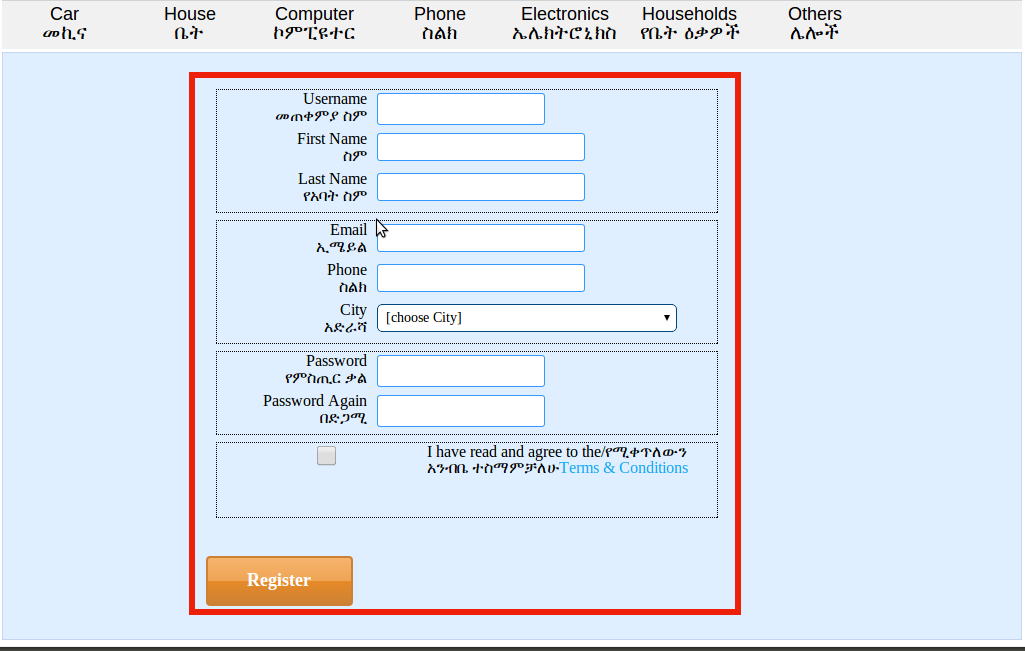 Car House Computer Phone Electronics Households Others
መኪና ቤት ኮምፒዩተር ስልክ ኤሌክትሮኒክስ የቤት ዕቃዎች ሌሎች
Username
መጠቀምያ ስም
First Name
ስም
Last Name
የአባት ስም
Email
ኢሜይል
Phone
ስልክ
City [choose City]
አድራሻ
Password
የምስጢር ቃል
Password Again
በድጋሚ
I have read and agree to the/የሚቀጥለውን
አንብቤ ተስማምቻለሁTerms & Conditions
Register